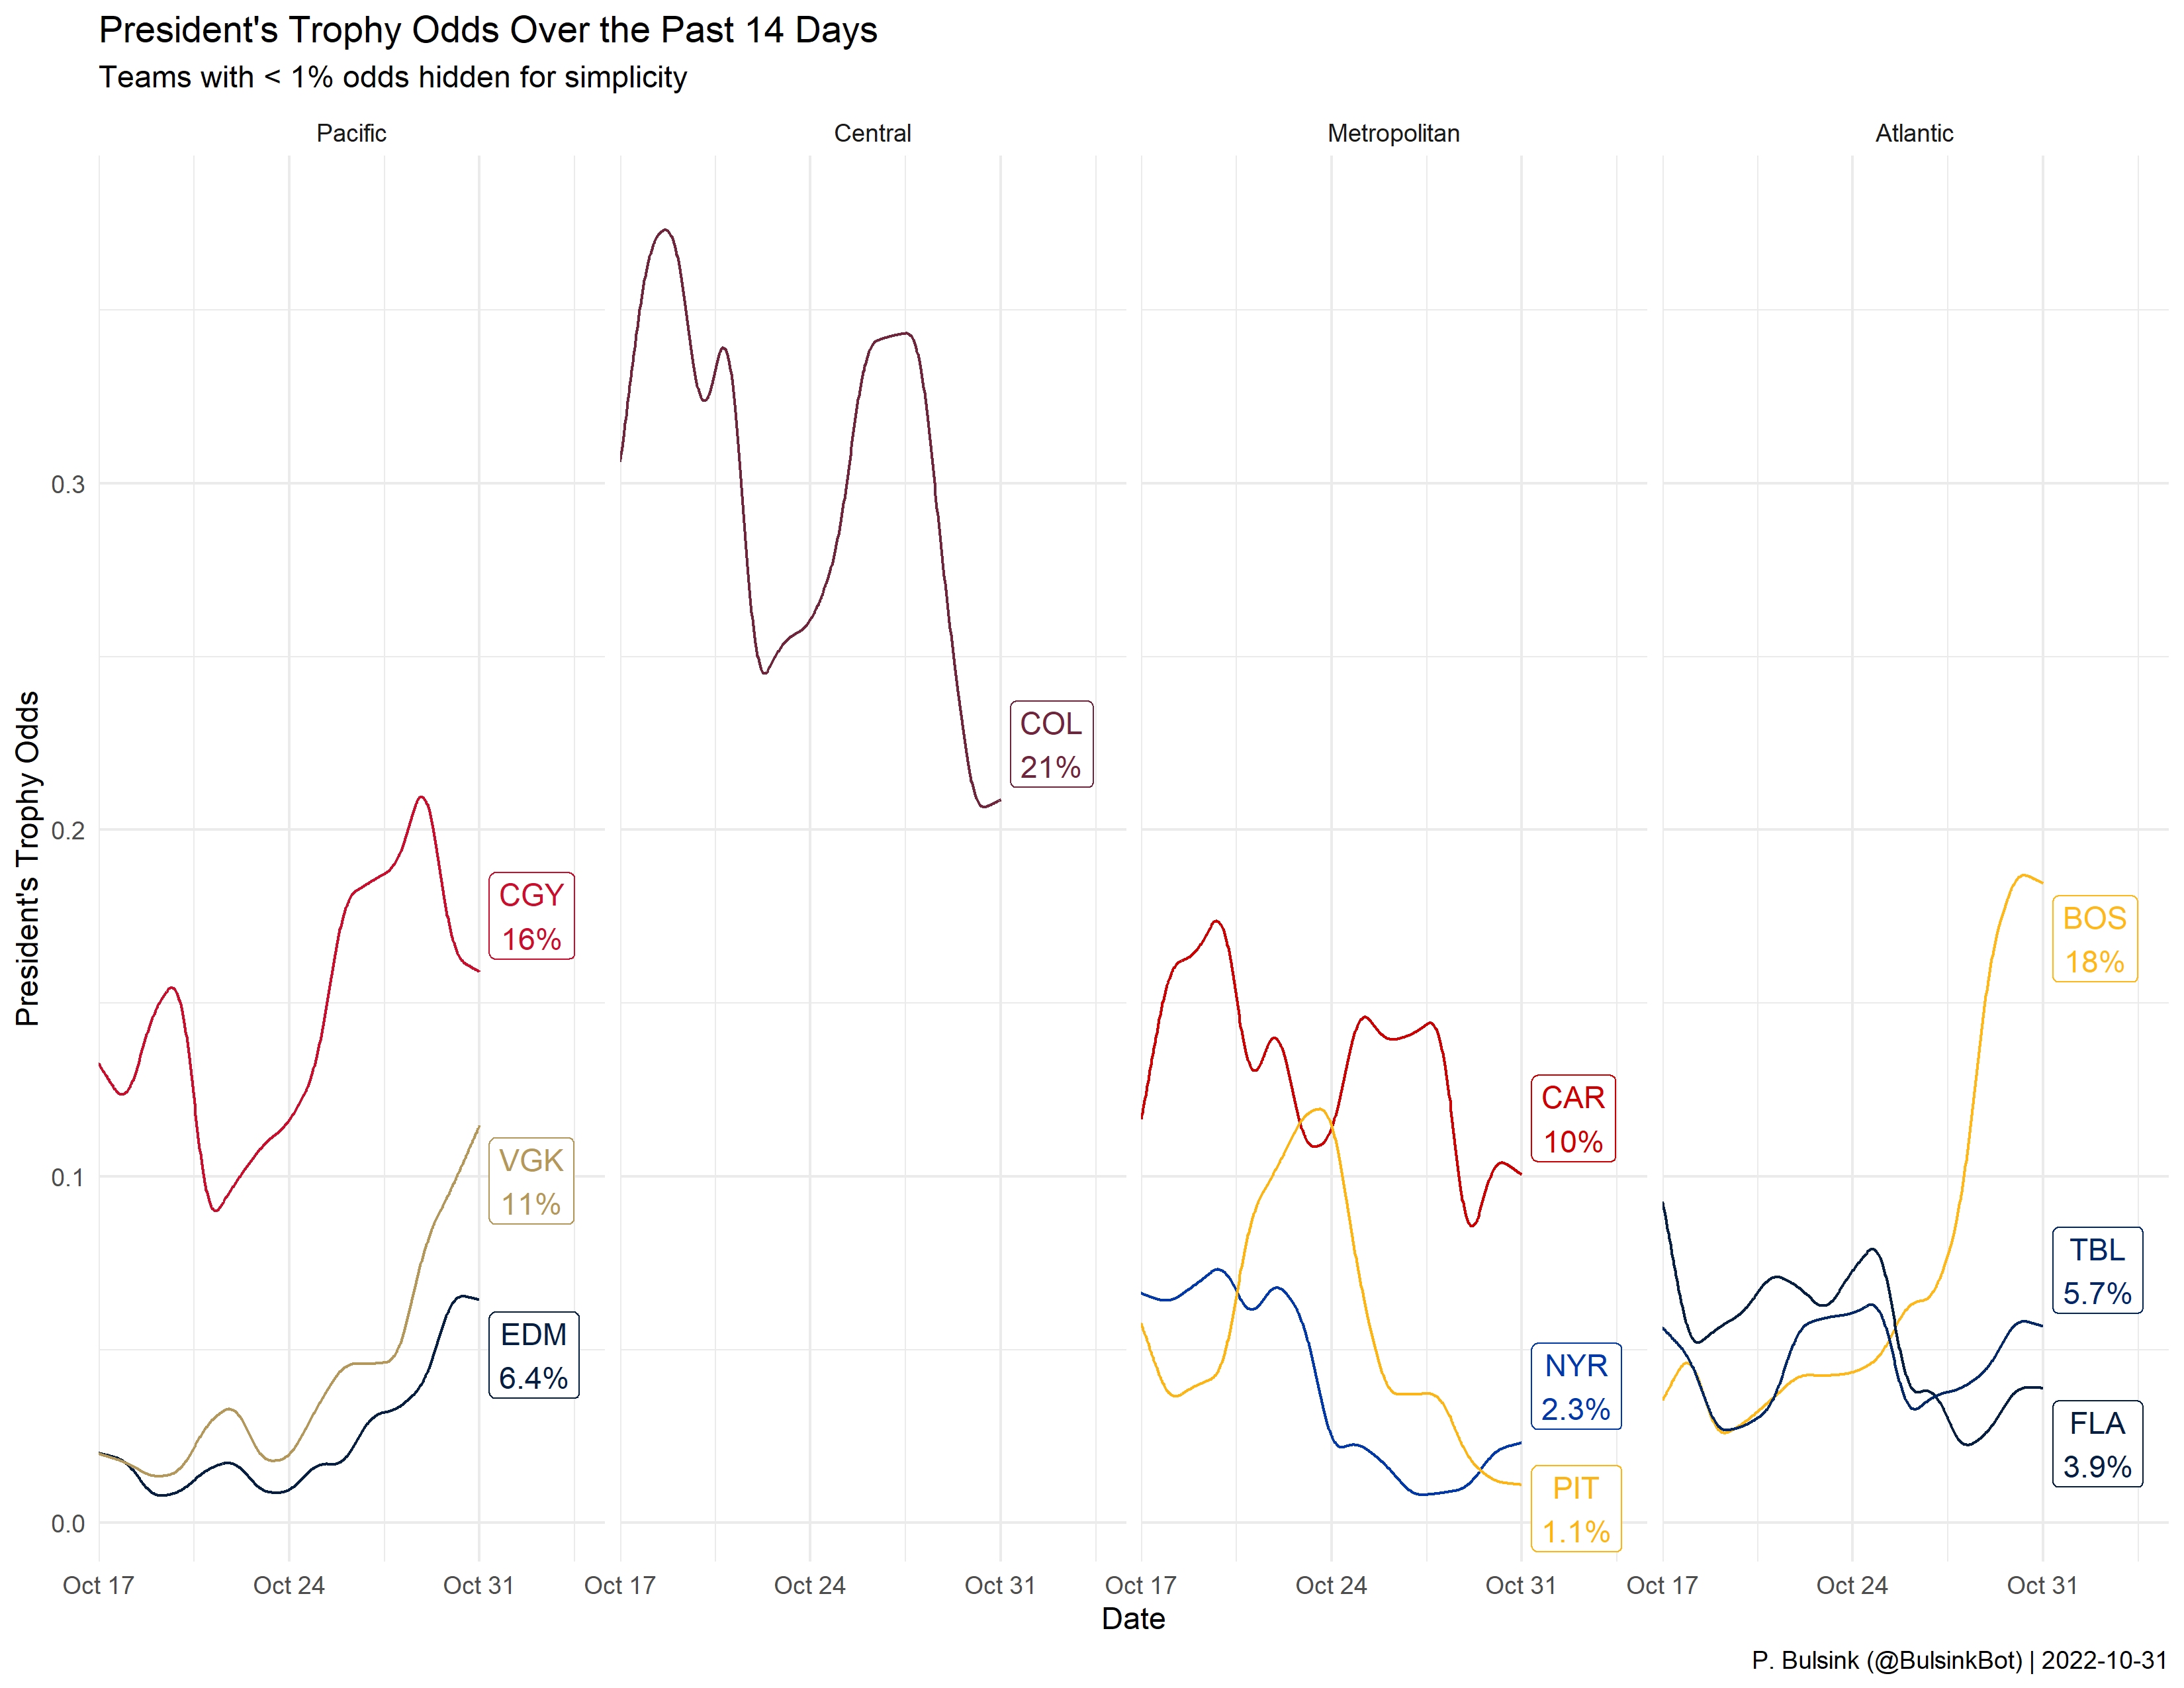 President's Trophy Odds Over the Past 14 Days
Teams with < 1% odds hidden for simplicity
Pacific
Central
Metropolitan
Atlantic
President's Trophy Odds
0.3
0.2
0.1
0.0
CGY
16%
VGK
11%
EDM
6.4%
COL
21%
CAR
10%
NYR
2.3%
PIT
1.1%
BOS
18%
TBL
5.7%
FLA
3.9%
Oct 17 Oct 24 Oct 31 Oct 17 Oct 24 Oct 31 Oct 17 Oct 24 Oct 31 Oct 17 Oct 24 Oct 31
Date
P. Bulsink (@BulsinkBot) | 2022-10-31